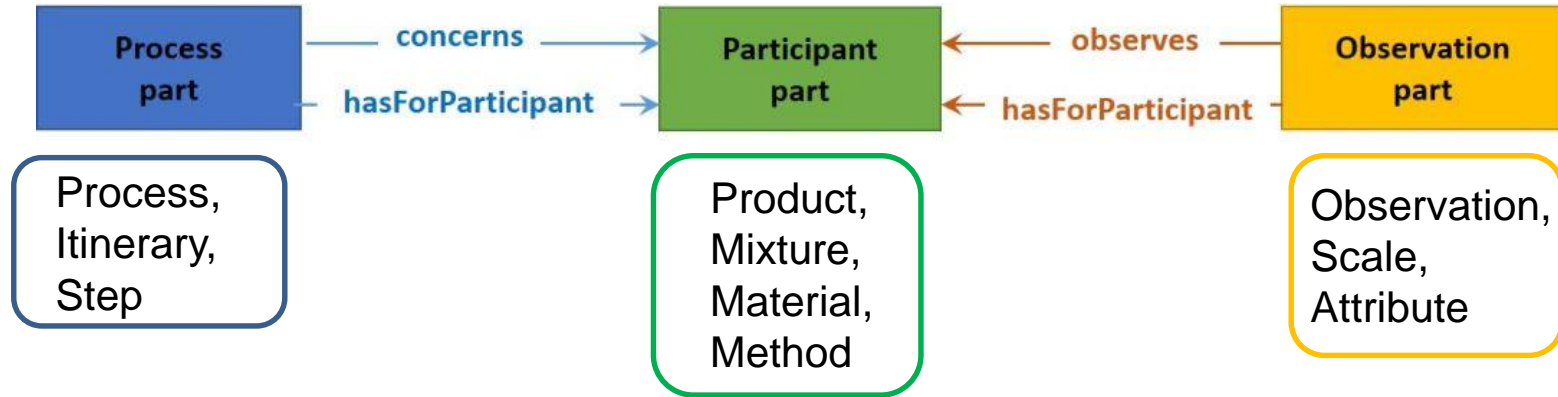 Process
part
concerns
hasForParticipant
Participant
part
observes
hasForParticipant
Observation
part
Process,
Itinerary,
Step
Product,
Mixture,
Material,
Method
Observation,
Scale,
Attribute